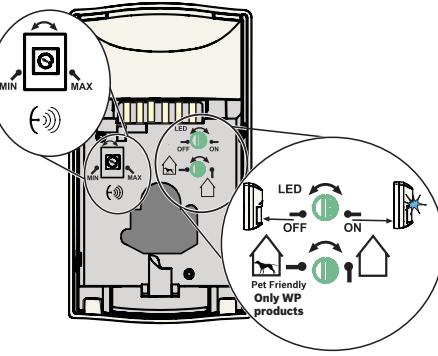 MIN MAX
LED
OFF ON
MIN MAX
LED
OFF ON
Pet Friendly
Only WP
products